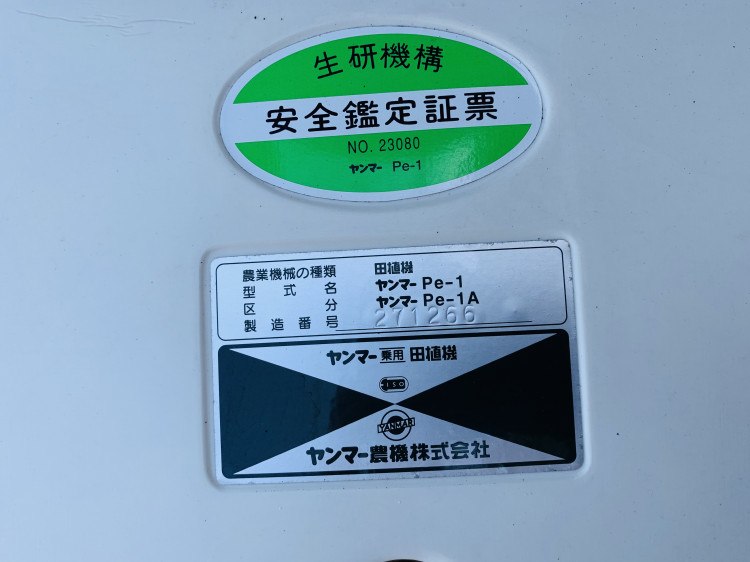 生研機構
安全鑑定証票
NO. 23080
ヤンマー Pe-1
農業機械の種類 田植機
型式名 ヤンマー Pe-1
区分 ヤンマー Pe-1A
製造番号 271266
ヤンマー 乗用 田植機
ISO
YANMAR
ヤンマー農機株式会社